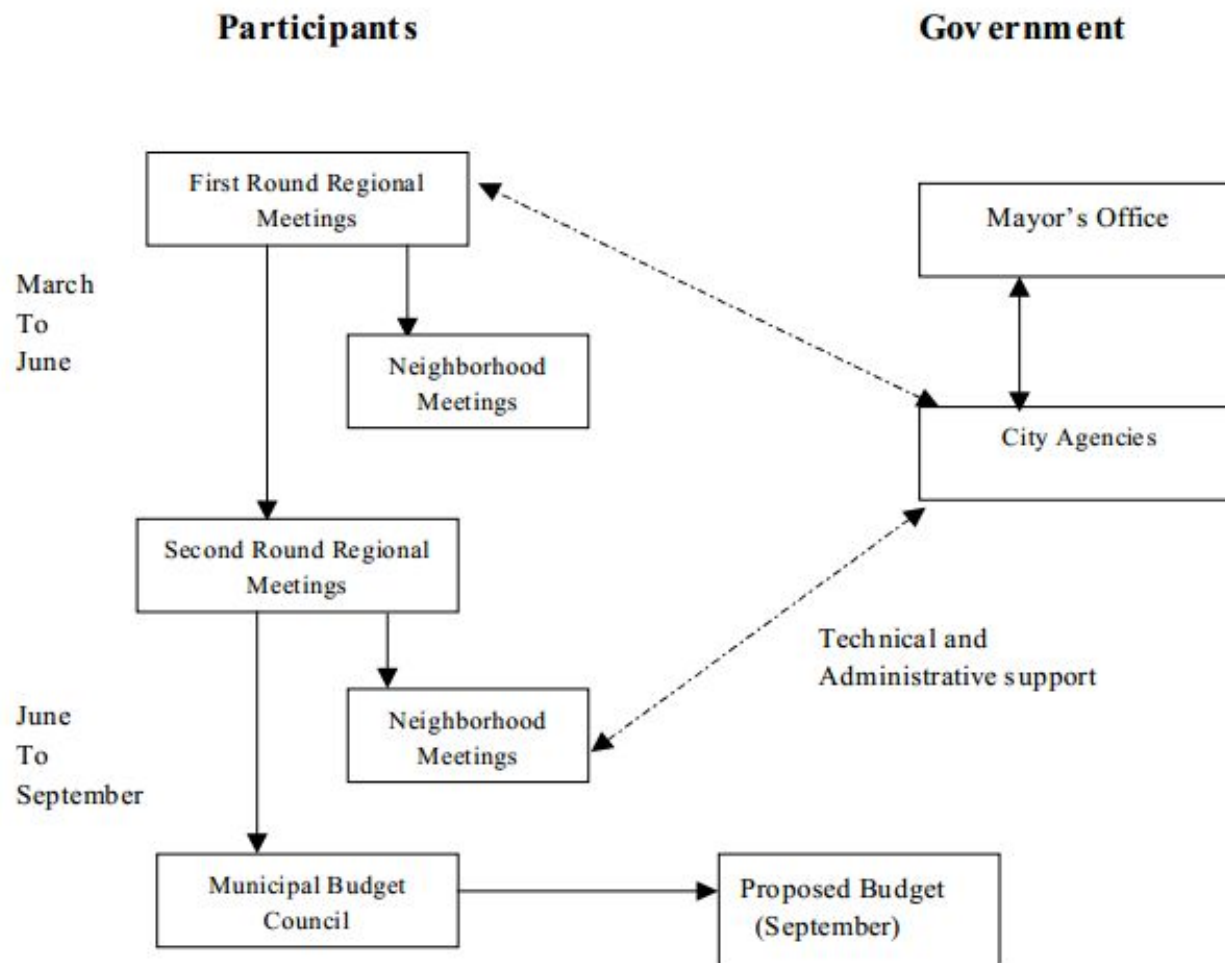 Participants
Government
First Round Regional
Meetings
Mayor's Office
March
To
June
Neighborhood
Meetings
City Agencies
Second Round Regional
Meetings
Technical and
Administrative support
June
To
September
Neighborhood
Meetings
Municipal Budget
Council
Proposed Budget
(September)